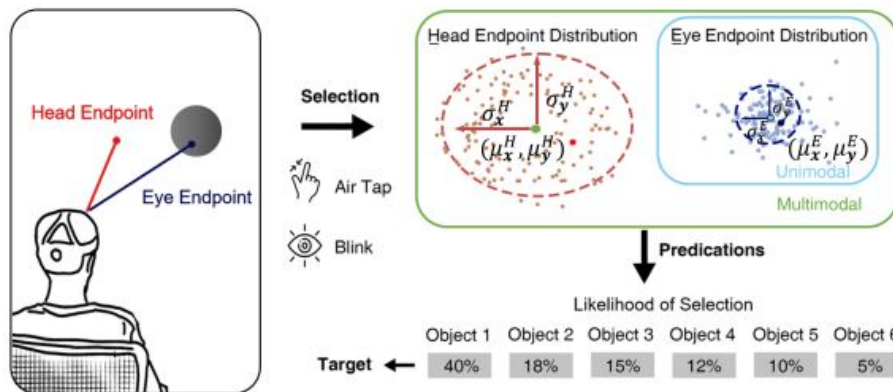 Head Endpoint
Eye Endpoint
Selection
Air Tap
Blink
Head Endpoint Distribution
σ_x^H
σ_y^H
(μ_x^H, μ_y^H)
Eye Endpoint Distribution
σ_x^E
σ_y^E
(μ_x^E, μ_y^E)
Unimodal
Multimodal
Predications
Likelihood of Selection
Object 1 Object 2 Object 3 Object 4 Object 5 Object 6
Target 40% 18% 15% 12% 10% 5%